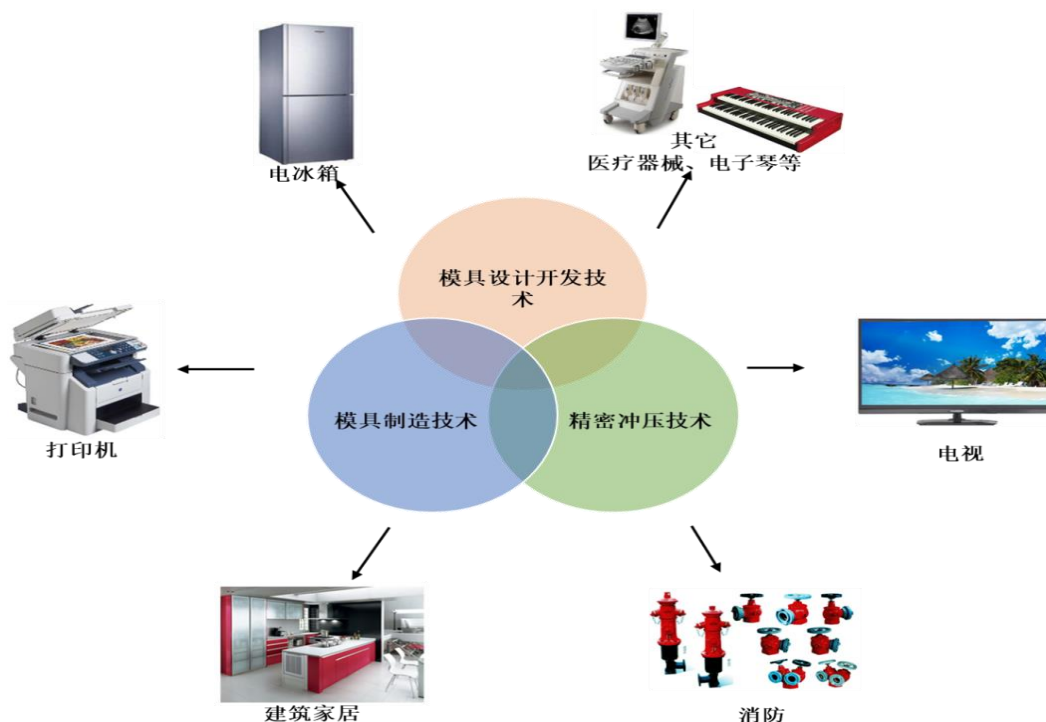 电冰箱
其它
医疗器械、电子琴等
模具设计开发技
术
模具制造技术
精密冲压技术
打印机
电视
建筑家居
消防